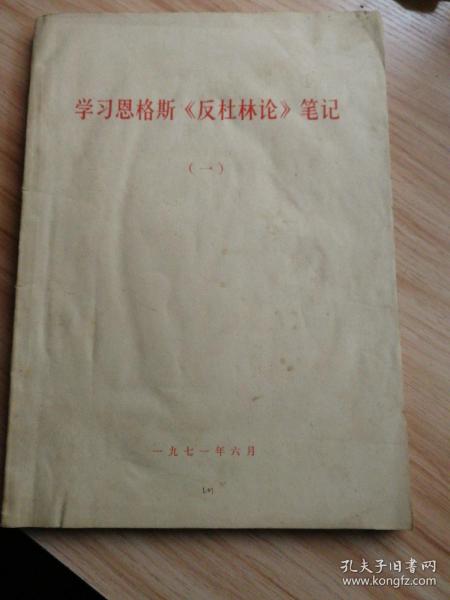 学习恩格斯《反杜林论》笔记
（一）
一九七一年六月
孔夫子旧书网
www.kongfz.com